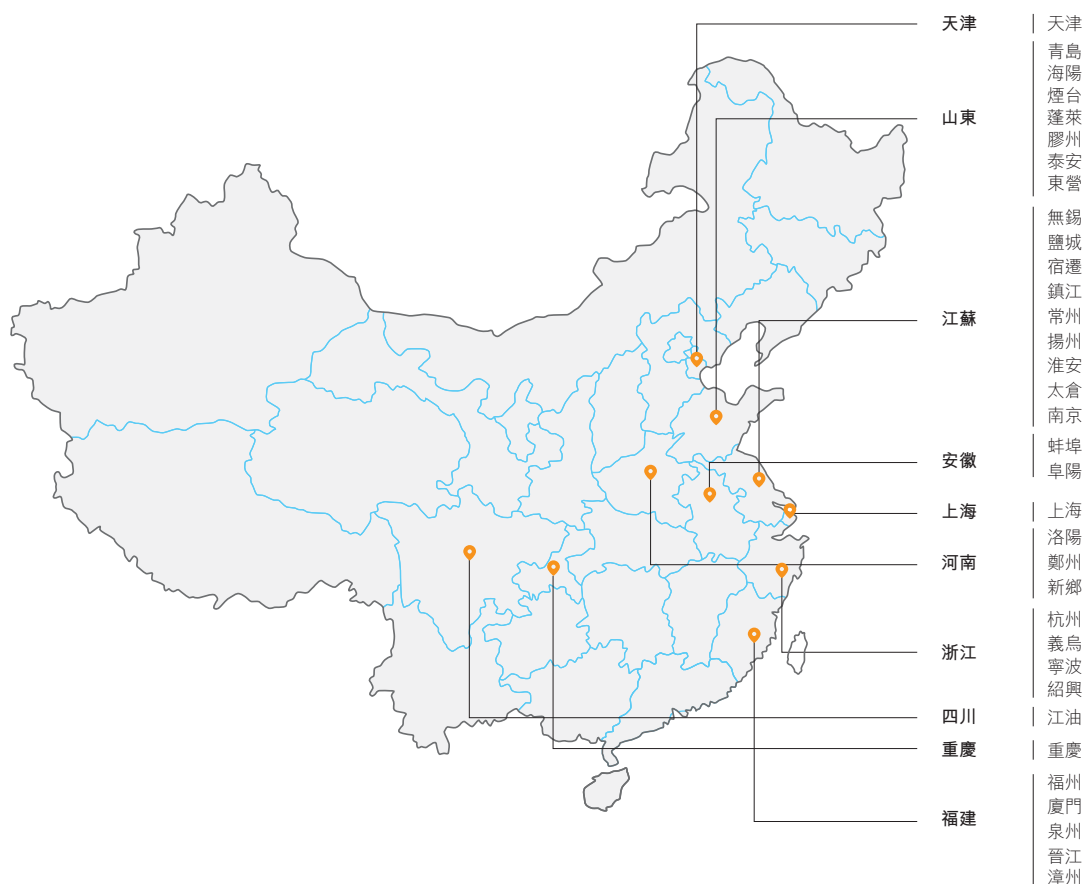 天津
天津
山東
青島
海陽
煙台
蓬萊
膠州
泰安
東營
江蘇
無錫
鹽城
宿遷
鎮江
常州
揚州
淮安
太倉
南京
安徽
蚌埠
阜陽
上海
上海
河南
洛陽
鄭州
新鄉
浙江
杭州
義烏
寧波
紹興
四川
江油
重慶
重慶
福建
福州
廈門
泉州
晉江
漳州